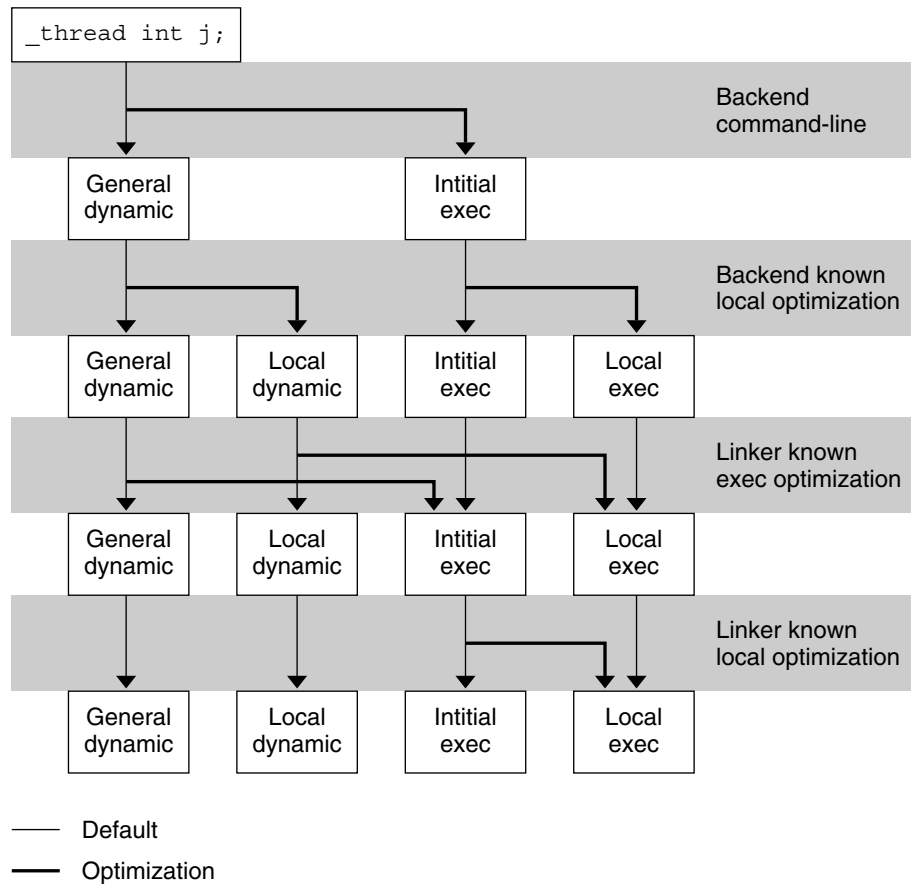 _thread int j;
Backend
command-line
General
dynamic
Intitial
exec
Backend known
local optimization
General
dynamic
Local
dynamic
Intitial
exec
Local
exec
Linker known
exec optimization
General
dynamic
Local
dynamic
Intitial
exec
Local
exec
Linker known
local optimization
General
dynamic
Local
dynamic
Intitial
exec
Local
exec
Default
Optimization